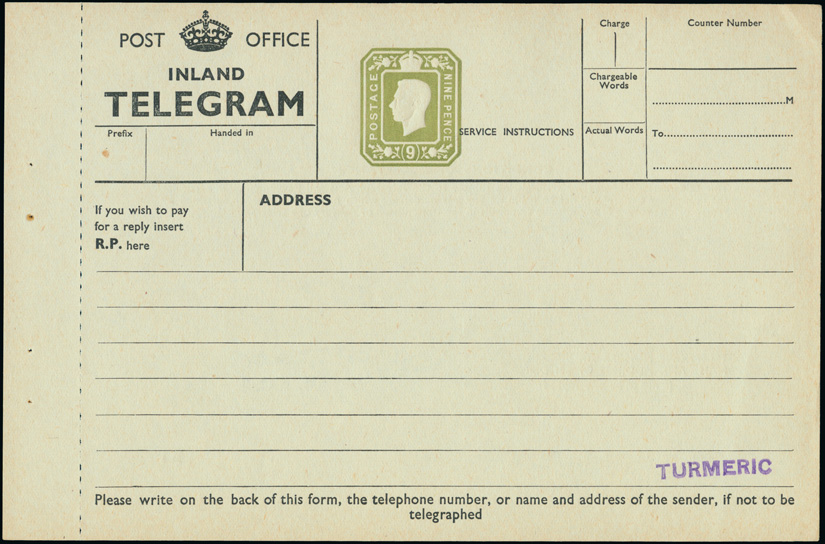 POST OFFICE
INLAND
TELEGRAM
Prefix
Handed in
POSTAGE
NINE PENCE
9
SERVICE INSTRUCTIONS
Charge
Chargeable
Words
Actual Words
Counter Number
M
To
If you wish to pay
for a reply insert
R.P. here
ADDRESS
TURMERIC
Please write on the back of this form, the telephone number, or name and address of the sender, if not to be
telegraphed